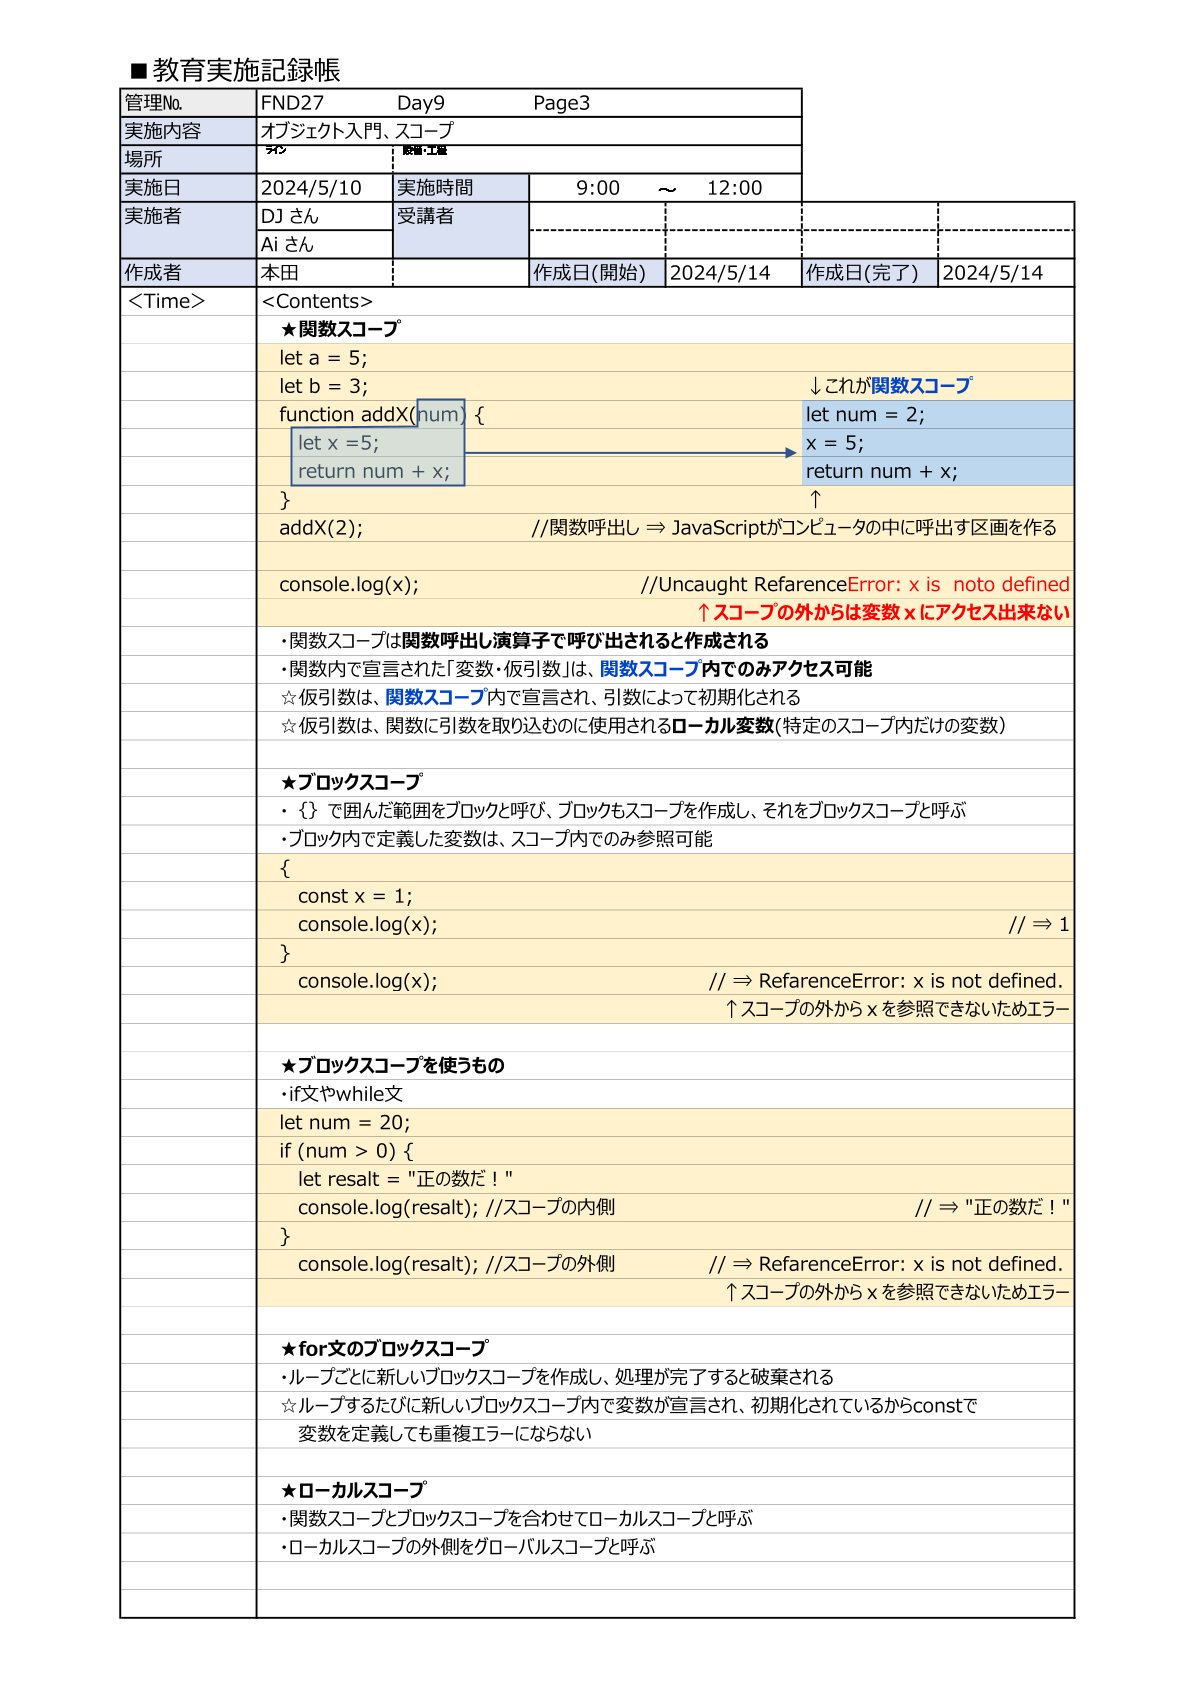 ■教育実施記録帳
管理No. FND27 Day9 Page3
実施内容 オブジェクト入門、スコープ
場所 ライン 設備・工程
実施日 2024/5/10 実施時間 9:00 ～ 12:00
実施者 DJ さん 受講者
Ai さん
作成者 本田 作成日(開始) 2024/5/14 作成日(完了) 2024/5/14
＜Time＞ <Contents>
★関数スコープ
let a = 5;
let b = 3; ↓これが関数スコープ
function addX(num) { let num = 2;
let x =5; x = 5;
return num + x; return num + x;
} ↑
addX(2); //関数呼出し ⇒ JavaScriptがコンピュータの中に呼出す区画を作る
console.log(x); //Uncaught RefarenceError: x is noto defined
↑スコープの外からは変数 x にアクセス出来ない
・関数スコープは関数呼出し演算子で呼び出されると作成される
・関数内で宣言された「変数・仮引数」は、関数スコープ内でのみアクセス可能
☆仮引数は、関数スコープ内で宣言され、引数によって初期化される
☆仮引数は、関数に引数を取り込むのに使用されるローカル変数(特定のスコープ内だけの変数）
★ブロックスコープ
・ {} で囲んだ範囲をブロックと呼び、ブロックもスコープを作成し、それをブロックスコープと呼ぶ
・ブロック内で定義した変数は、スコープ内でのみ参照可能
{
const x = 1;
console.log(x); // ⇒ 1
}
console.log(x); // ⇒ RefarenceError: x is not defined.
↑スコープの外から x を参照できないためエラー
★ブロックスコープを使うもの
・if文やwhile文
let num = 20;
if (num > 0) {
let resalt = "正の数だ！"
console.log(resalt); //スコープの内側 // ⇒ "正の数だ！"
}
console.log(resalt); //スコープの外側 // ⇒ RefarenceError: x is not defined.
↑スコープの外から x を参照できないためエラー
★for文のブロックスコープ
・ループごとに新しいブロックスコープを作成し、処理が完了すると破棄される
☆ループするたびに新しいブロックスコープ内で変数が宣言され、初期化されているからconstで
変数を定義しても重複エラーにならない
★ローカルスコープ
・関数スコープとブロックスコープを合わせてローカルスコープと呼ぶ
・ローカルスコープの外側をグローバルスコープと呼ぶ